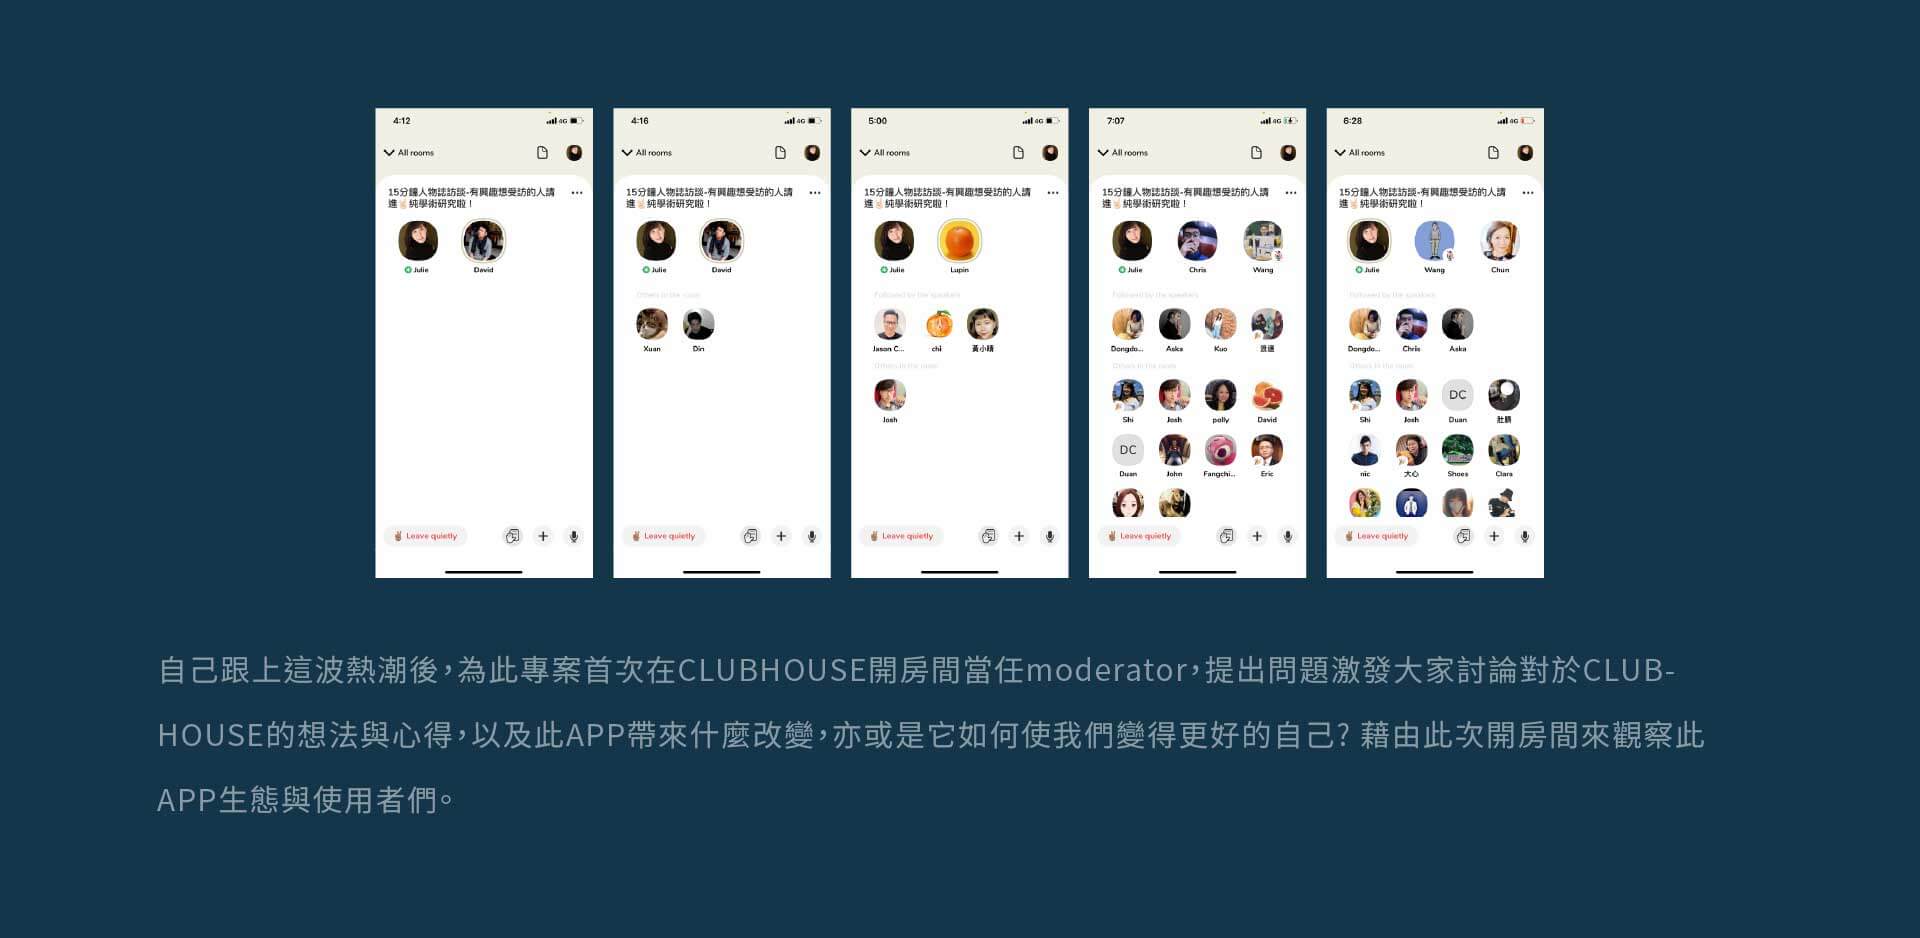 4:12
4G
All rooms
15分鐘人物誌訪談-有興趣想受訪的人請
進✌🏻純學術研究啦！
Julie
David
Leave quietly
4:16
4G
All rooms
15分鐘人物誌訪談-有興趣想受訪的人請
進✌🏻純學術研究啦！
Julie
David
Others in the room
Xuan
Din
Leave quietly
5:00
4G
All rooms
15分鐘人物誌訪談-有興趣想受訪的人請
進✌🏻純學術研究啦！
Julie
Lupin
Followed by the speakers
Jason C...
chi
黃小晴
Others in the room
Josh
Leave quietly
7:07
4G
All rooms
15分鐘人物誌訪談-有興趣想受訪的人請
進✌🏻純學術研究啦！
Julie
Chris
Wang
Followed by the speakers
Dongdo...
Aska
Kuo
Others in the room
Shi
Josh
polly
David
DC
Duan
John
Fangchi...
Eric
Leave quietly
6:28
4G
All rooms
15分鐘人物誌訪談-有興趣想受訪的人請
進✌🏻純學術研究啦！
Julie
Wang
Chun
Followed by the speakers
Dongdo...
Chris
Aska
Others in the room
Shi
Josh
DC
Duan
nic
大心
Shoes
Clara
Leave quietly
自己跟上這波熱潮後，為此專案首次在CLUBHOUSE開房間當任moderator，提出問題激發大家討論對於CLUB-
HOUSE的想法與心得，以及此APP帶來什麼改變，亦或是它如何使我們變得更好的自己? 藉由此次開房間來觀察此
APP生態與使用者們。